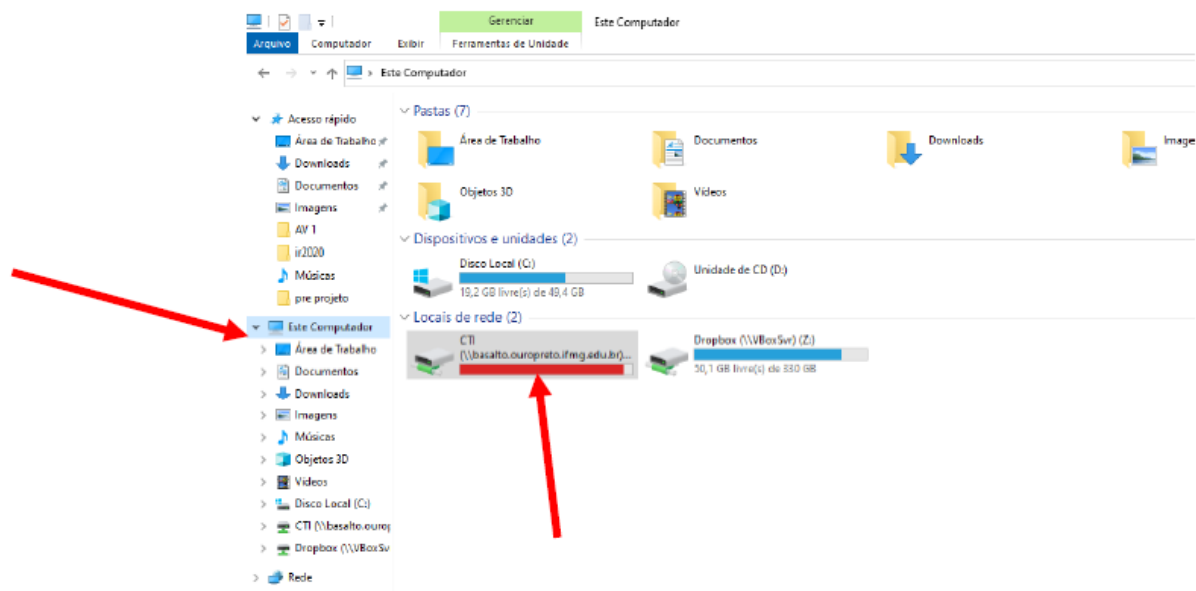 Gerenciar
Este Computador
Arquivo
Computador
Exibir
Ferramentas de Unidade
Este Computador
Acesso rápido
Área de Trabalho
Downloads
Documentos
Imagens
AV 1
ir2020
Músicas
pre projeto
Este Computador
Área de Trabalho
Documentos
Downloads
Imagens
Músicas
Objetos 3D
Vídeos
Disco Local (C:)
CTI (\\basalto.ourop
Dropbox (\\VBoxSv
Rede
Pastas (7)
Área de Trabalho
Documentos
Downloads
Image
Objetos 3D
Vídeos
Dispositivos e unidades (2)
Disco Local (C:)
19,2 GB livre(s) de 49,4 GB
Unidade de CD (D:)
Locais de rede (2)
CTI
(\\basalto.ouropreto.ifmg.edu.br)...
Dropbox (\\VBoxSvr) (Z:)
50,1 GB livre(s) de 330 GB